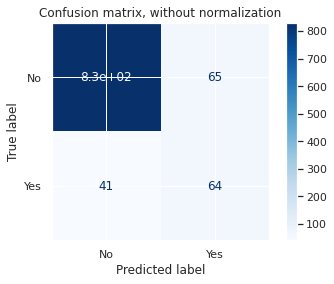 Confusion matrix, without normalization
800
700
No
8.3e+02
65
600
500
True label
400
300
Yes
41
64
200
100
No
Yes
Predicted label